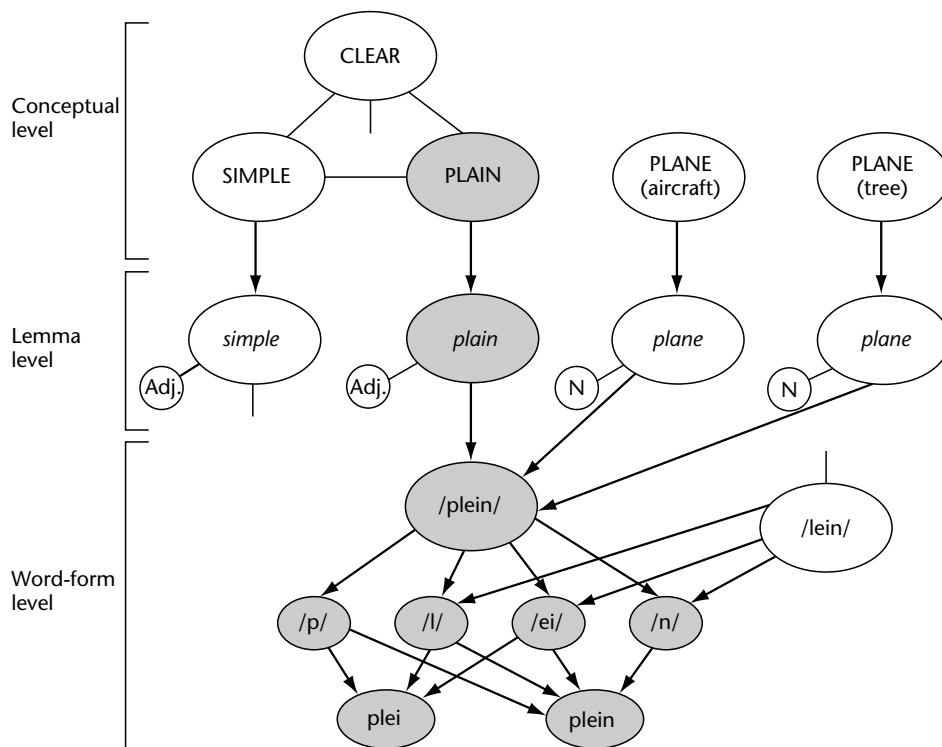 CLEAR
Conceptual
level
SIMPLE
PLAIN
PLANE
(aircraft)
PLANE
(tree)
Lemma
level
simple
plain
plane
plane
Adj.
Adj.
N
N
/plein/
/lein/
Word-form
level
/p/
/l/
/ei/
/n/
plei
plein